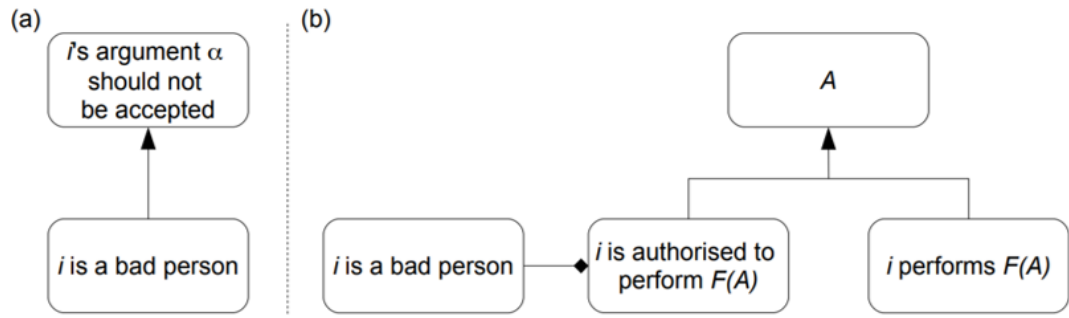 (a)
i's argument α
should not
be accepted
i is a bad person
(b)
A
i is a bad person
i is authorised to
perform F(A)
i performs F(A)